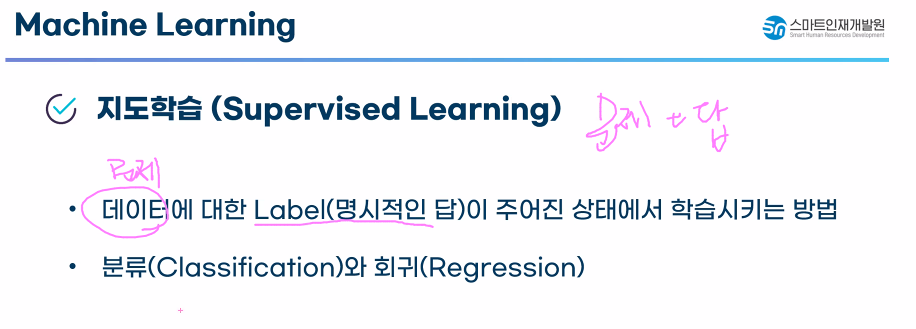 Machine Learning
스마트인재개발원
Smart Human Resources Development
지도학습 (Supervised Learning)
문제 + 답
문제
• 데이터에 대한 Label(명시적인 답)이 주어진 상태에서 학습시키는 방법
• 분류(Classification)와 회귀(Regression)